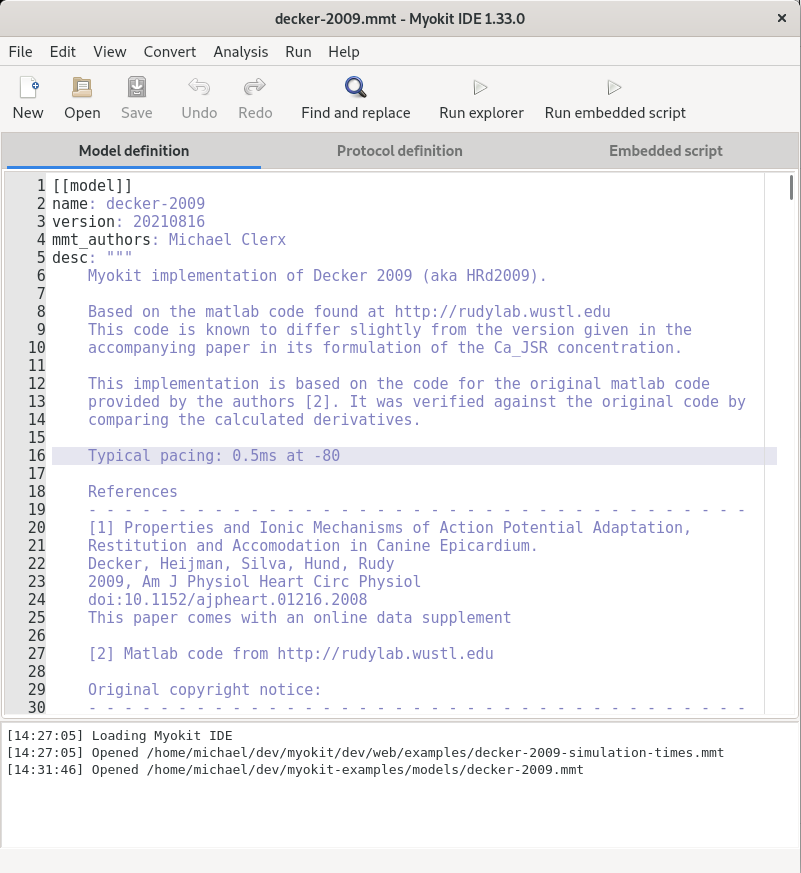 decker-2009.mmt - Myokit IDE 1.33.0 ×
File Edit View Convert Analysis Run Help
New Open Save Undo Redo Find and replace Run explorer Run embedded script
Model definition Protocol definition Embedded script
1 [[model]]
2 name: decker-2009
3 version: 20210816
4 mmt_authors: Michael Clerx
5 desc: """
6 Myokit implementation of Decker 2009 (aka HRd2009).
7
8 Based on the matlab code found at http://rudylab.wustl.edu
9 This code is known to differ slightly from the version given in the
10 accompanying paper in its formulation of the Ca_JSR concentration.
11
12 This implementation is based on the code for the original matlab code
13 provided by the authors [2]. It was verified against the original code by
14 comparing the calculated derivatives.
15
16 Typical pacing: 0.5ms at -80
17
18 References
19 - - - - - - - - - - - - - - - - - - - - - - - - - - - - - - - - - - - - -
20 [1] Properties and Ionic Mechanisms of Action Potential Adaptation,
21 Restitution and Accomodation in Canine Epicardium.
22 Decker, Heijman, Silva, Hund, Rudy
23 2009, Am J Physiol Heart Circ Physiol
24 doi:10.1152/ajpheart.01216.2008
25 This paper comes with an online data supplement
26
27 [2] Matlab code from http://rudylab.wustl.edu
28
29 Original copyright notice:
30 - - - - - - - - - - - - - - - - - - - - - - - - - - - - - - - - - - - - -
[14:27:05] Loading Myokit IDE
[14:27:05] Opened /home/michael/dev/myokit/dev/web/examples/decker-2009-simulation-times.mmt
[14:31:46] Opened /home/michael/dev/myokit-examples/models/decker-2009.mmt